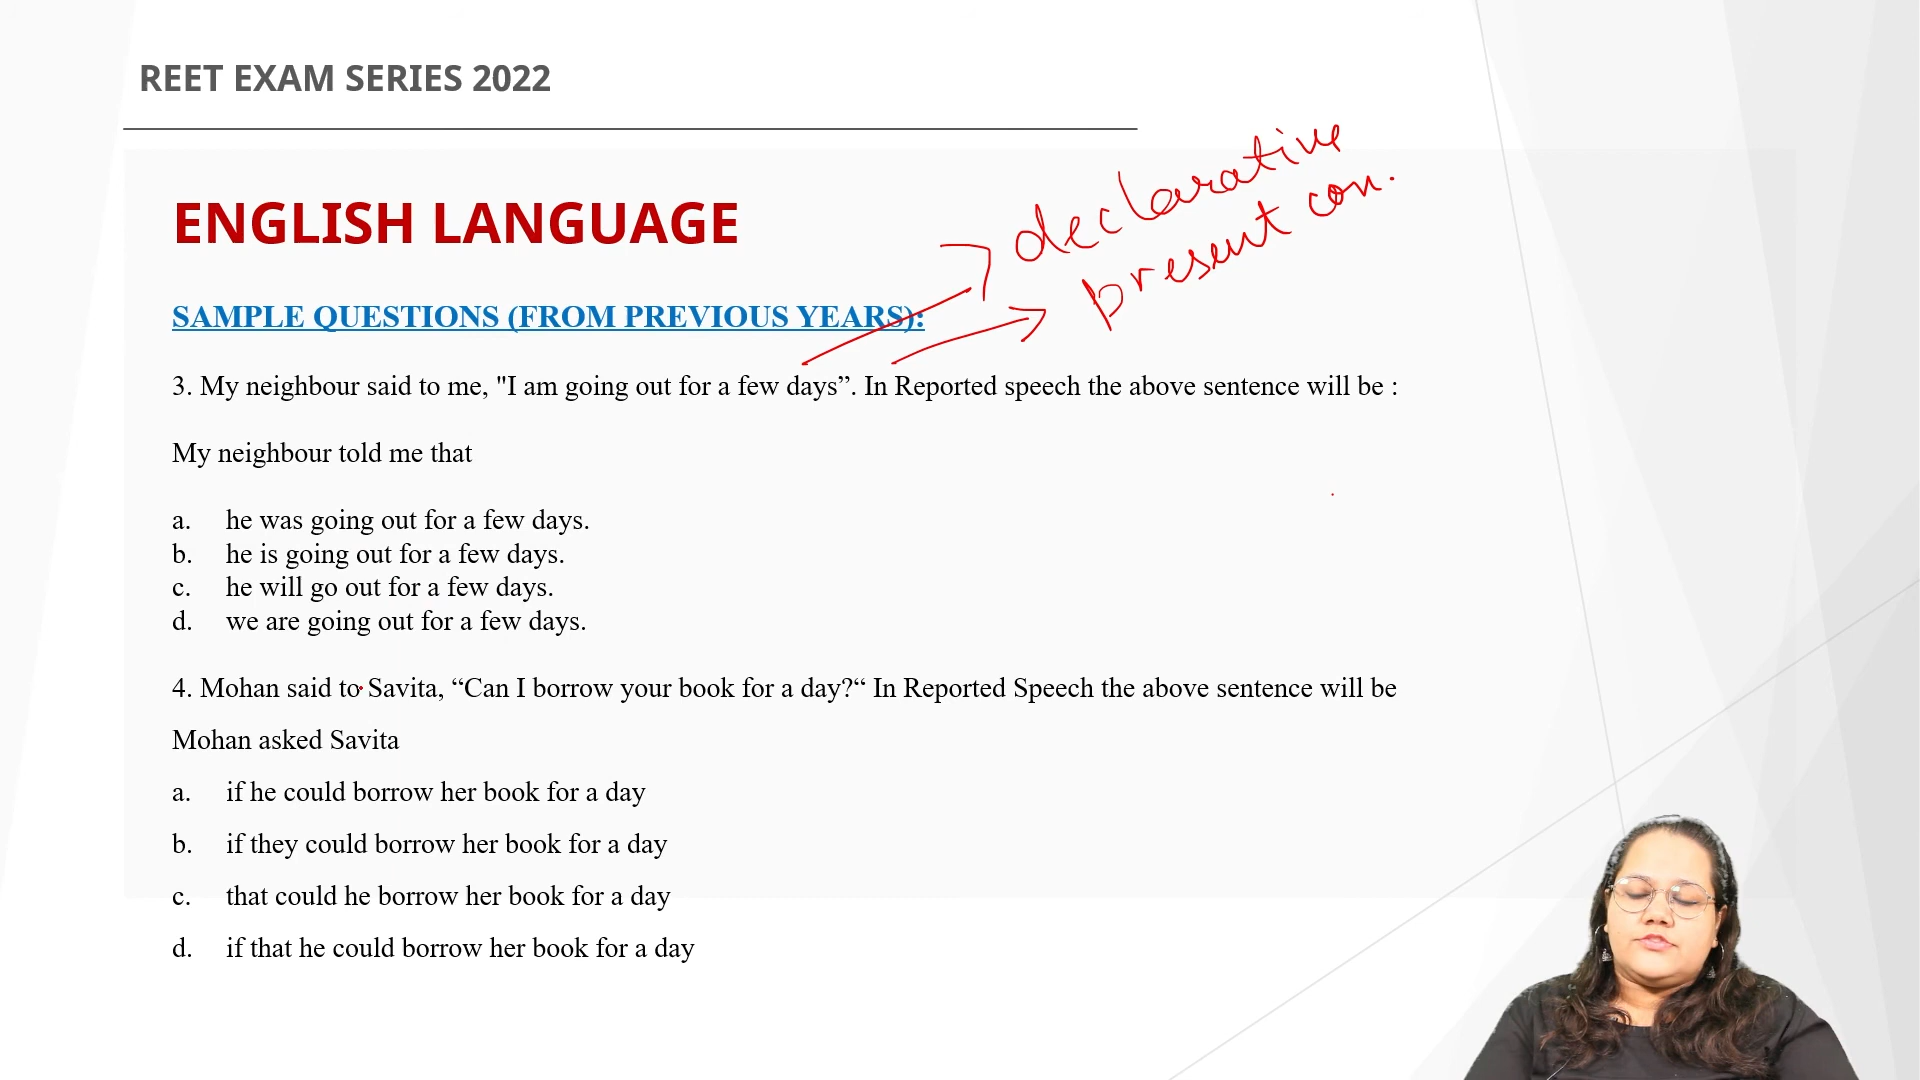 REET EXAM SERIES 2022
ENGLISH LANGUAGE
declarative
present con.
SAMPLE QUESTIONS (FROM PREVIOUS YEARS):
3. My neighbour said to me, "I am going out for a few days”. In Reported speech the above sentence will be :
My neighbour told me that
a. he was going out for a few days.
b. he is going out for a few days.
c. he will go out for a few days.
d. we are going out for a few days.
4. Mohan said to Savita, “Can I borrow your book for a day?“ In Reported Speech the above sentence will be
Mohan asked Savita
a. if he could borrow her book for a day
b. if they could borrow her book for a day
c. that could he borrow her book for a day
d. if that he could borrow her book for a day